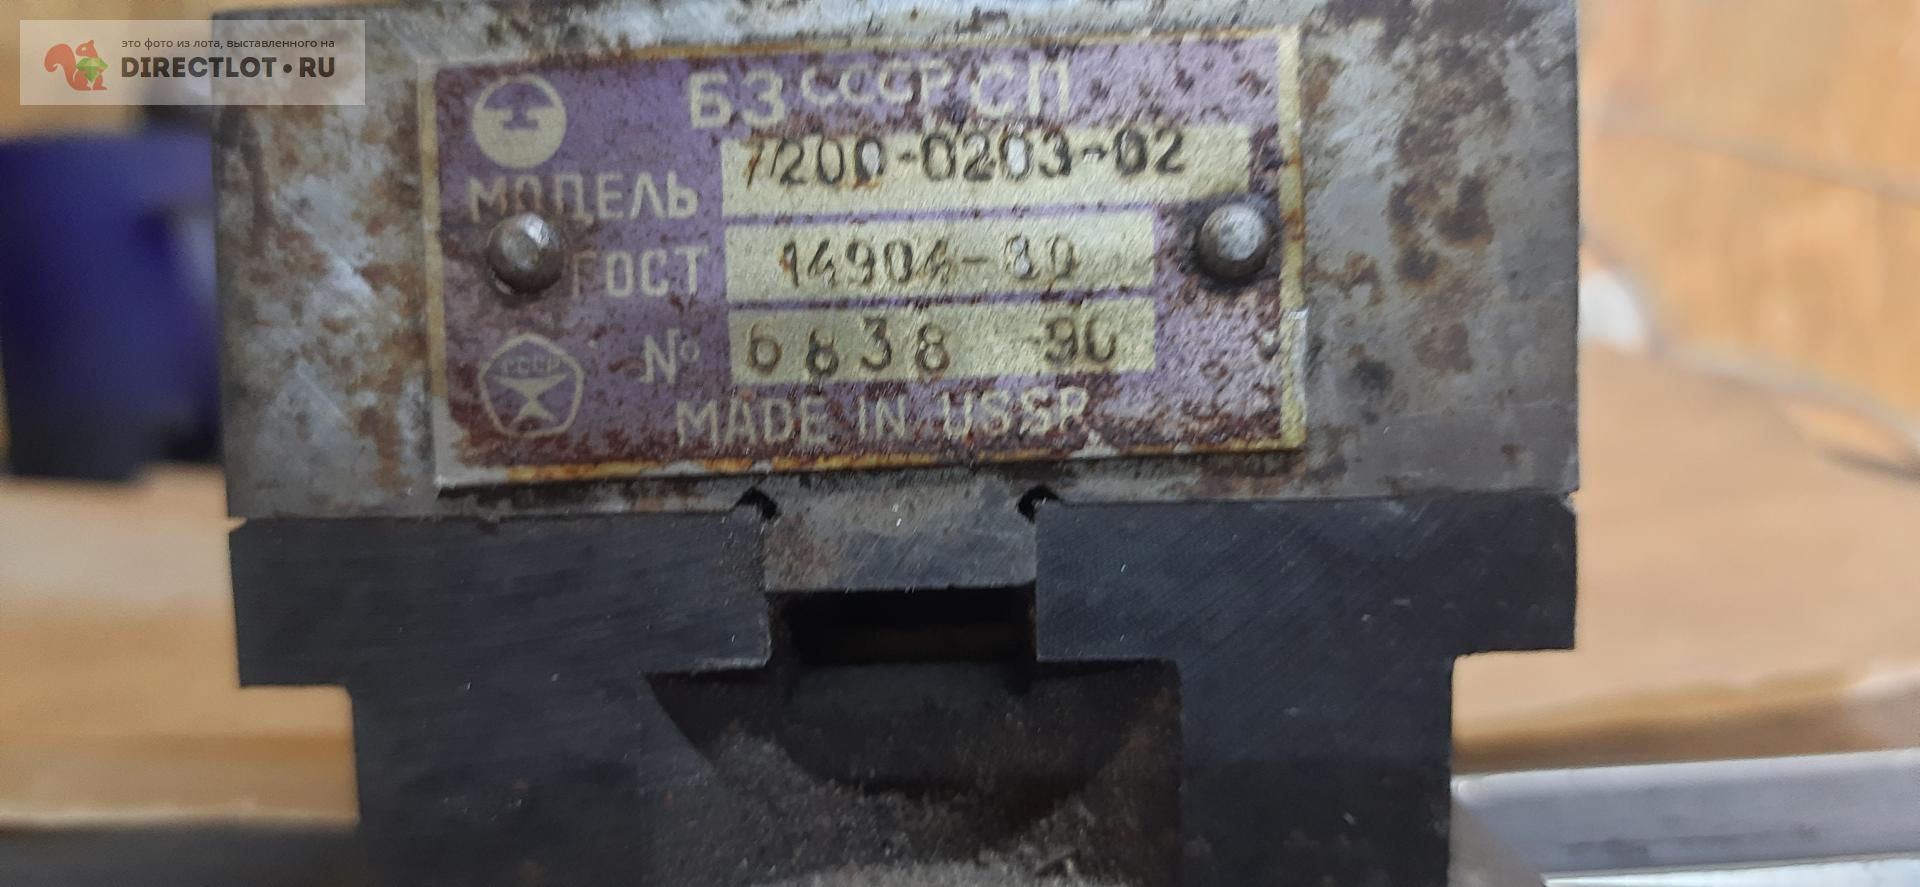 это фото из лота, выставленного на
DIRECTLOT•RU
БЗ СССР СП
МОДЕЛЬ 7200-0203-02
ГОСТ 14904-80
СССР
№ 6838 -90
MADE IN USSR